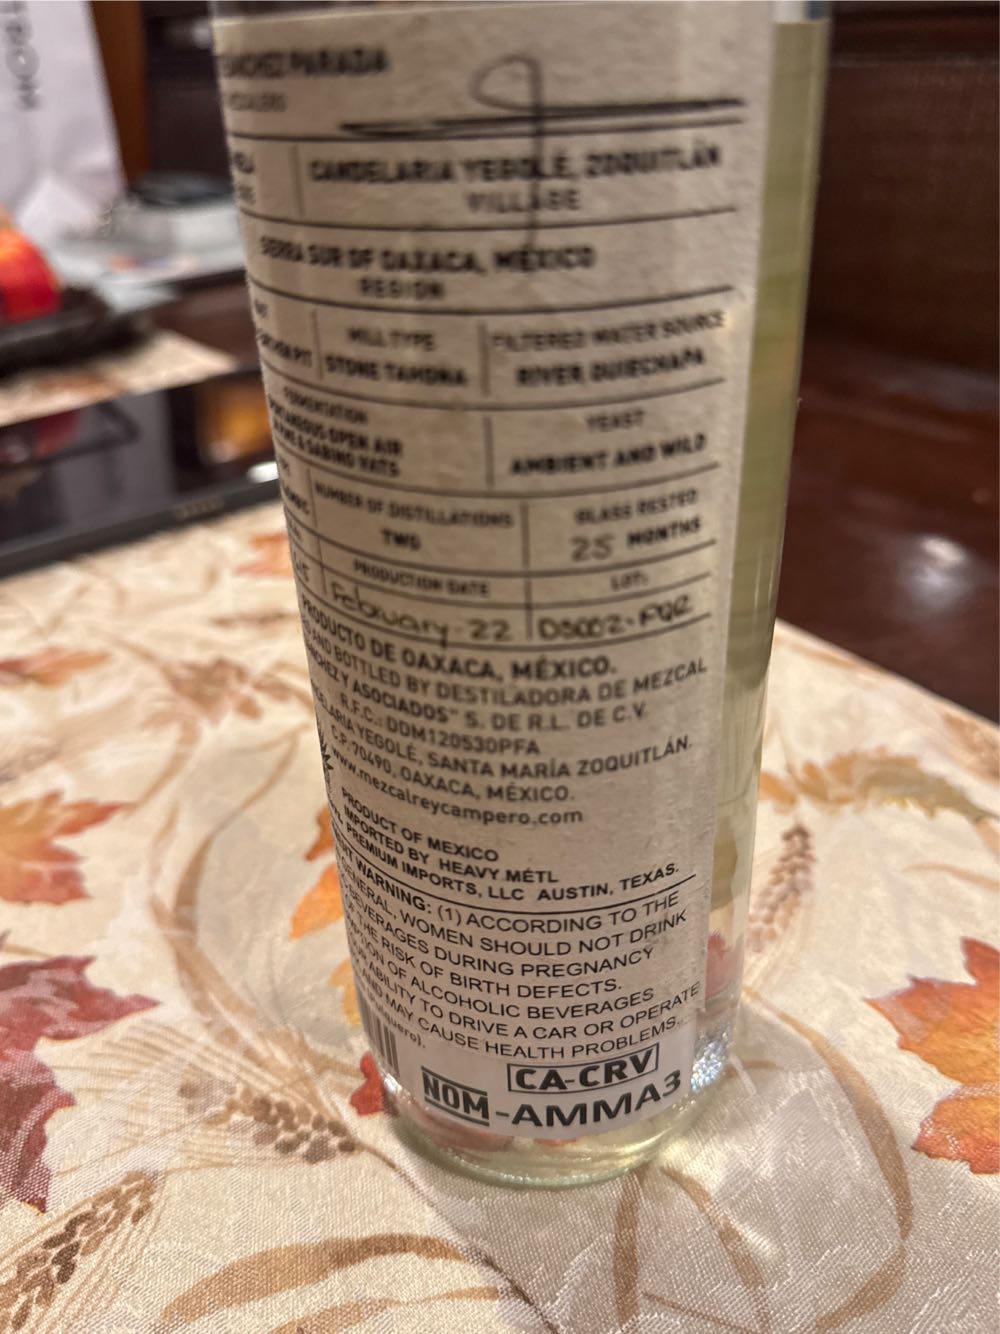 SANCHEZ PARADA
CANDELARIA YEGOLÉ, ZOQUITLÁN
VILLAGE
SIERRA SUR OF OAXACA, MÉXICO
REGION
MILL TYPE
STONE TAHONA
FILTERED WATER SOURCE
RIVER QUIECHAPA
PIT
FERMENTATION
OPEN AIR
& SABINO VATS
YEAST
AMBIENT AND WILD
NUMBER OF DISTILLATIONS
TWO
GLASS RESTED
25 MONTHS
PRODUCTION DATE
February-22
LOT:
PRODUCTO DE OAXACA, MÉXICO.
AND BOTTLED BY DESTILADORA DE MEZCAL
Y ASOCIADOS" S. DE R.L. DE C.V.
R.F.C.: DDM120530PFA
YEGOLÉ, SANTA MARÍA ZOQUITLÁN.
C.P. 70490, OAXACA, MÉXICO.
www.mezcalreycampero.com
PRODUCT OF MEXICO
IMPORTED BY HEAVY MÉTL
PREMIUM IMPORTS, LLC AUSTIN, TEXAS.
WARNING: (1) ACCORDING TO THE
GENERAL, WOMEN SHOULD NOT DRINK
BEVERAGES DURING PREGNANCY
OF THE RISK OF BIRTH DEFECTS.
OF ALCOHOLIC BEVERAGES
ABILITY TO DRIVE A CAR OR OPERATE
AND MAY CAUSE HEALTH PROBLEMS.
CA-CRV
NOM-AMMA3